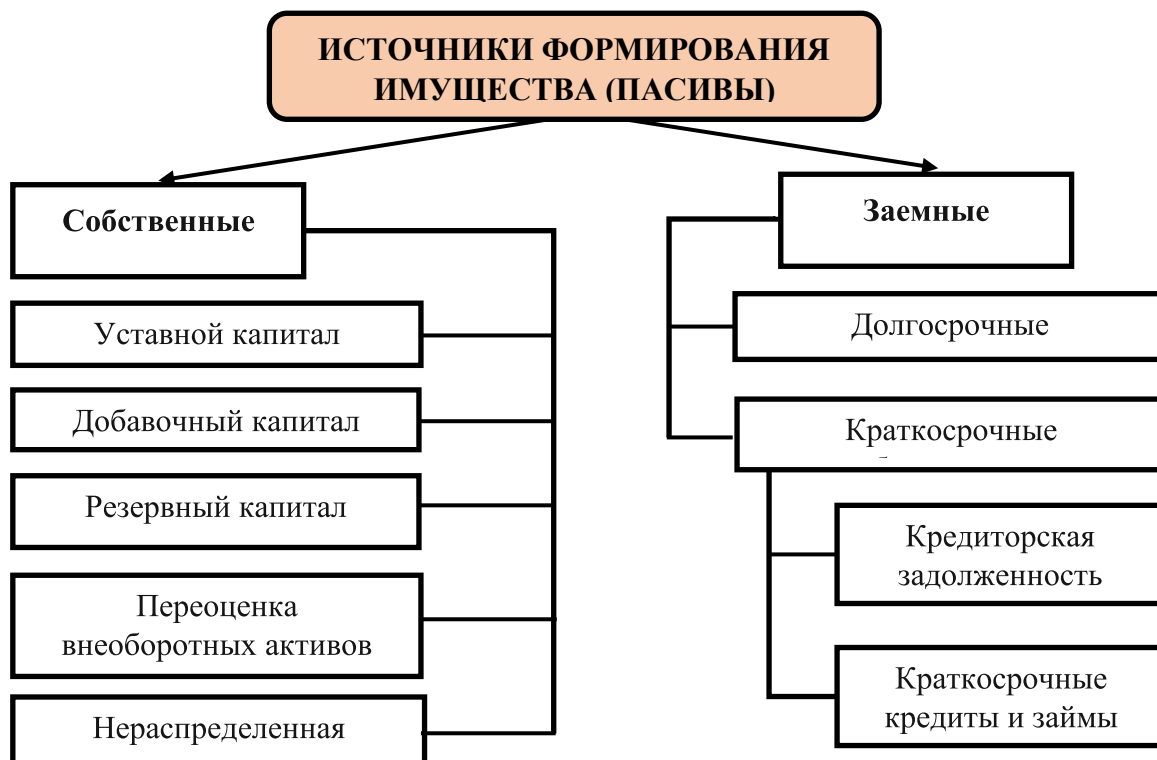 ИСТОЧНИКИ ФОРМИРОВАНИЯ
ИМУЩЕСТВА (ПАСИВЫ)
Собственные
Уставной капитал
Добавочный капитал
Резервный капитал
Переоценка
внеоборотных активов
Нераспределенная
Заемные
Долгосрочные
Краткосрочные
Кредиторская
задолженность
Краткосрочные
кредиты и займы